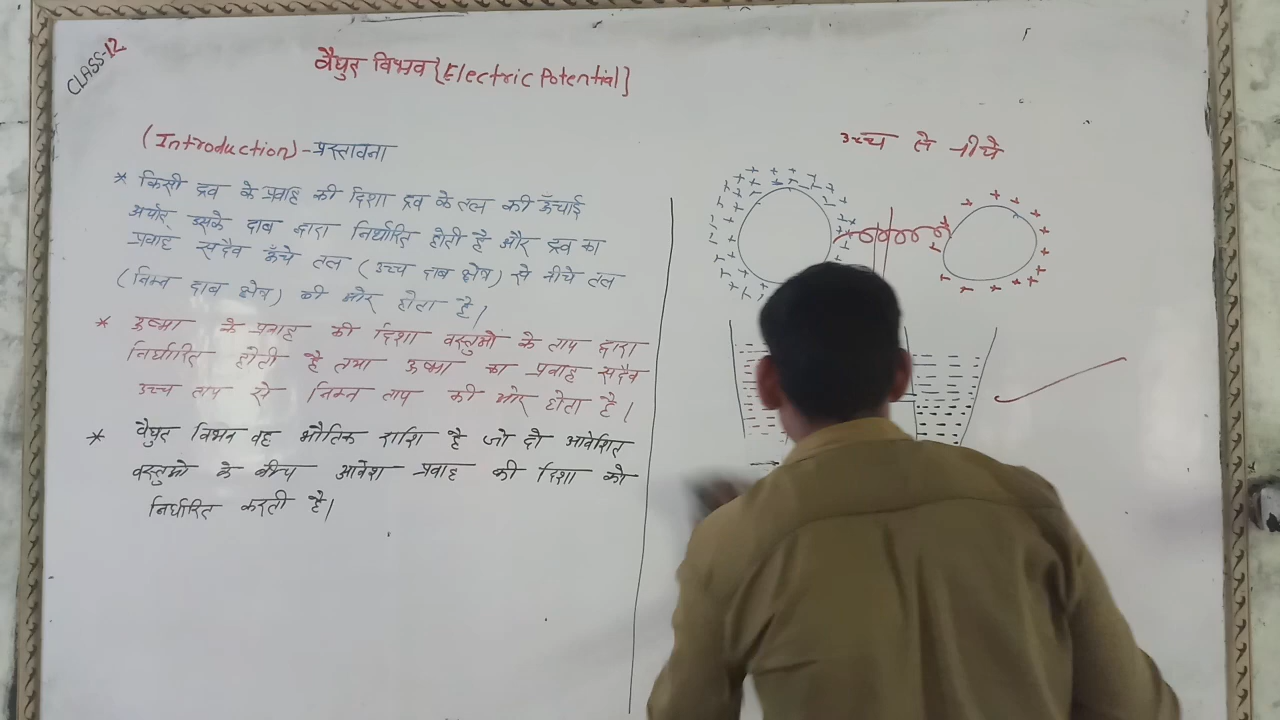 CLASS-12
वैधुत विभव {Electric Potential}
(Introduction) - प्रस्तावना
* किसी द्रव के प्रवाह की दिशा द्रव के तल की ऊँचाई
अर्थात् उसके दाब द्वारा निर्धारित होती है और द्रव का
प्रवाह सदैव ऊँचे तल (उच्च दाब क्षेत्र) से नीचे तल
(निम्न दाब क्षेत्र) की ओर होता है।
* ऊष्मा के प्रवाह की दिशा वस्तुओं के ताप द्वारा
निर्धारित होती है तथा ऊष्मा का प्रवाह सदैव
उच्च ताप से निम्न ताप की ओर होता है।
* वैधुत विभव वह भौतिक राशि है जो दो आवेशित
वस्तुओ के बीच आवेश प्रवाह की दिशा को
निर्धारित करती है।
उच्च से नीचे